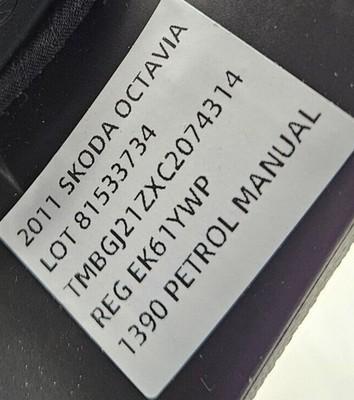 2011 SKODA OCTAVIA
LOT 81533734
TMBGJ21ZXC2074314
REG EK61YWP
1390 PETROL MANUAL